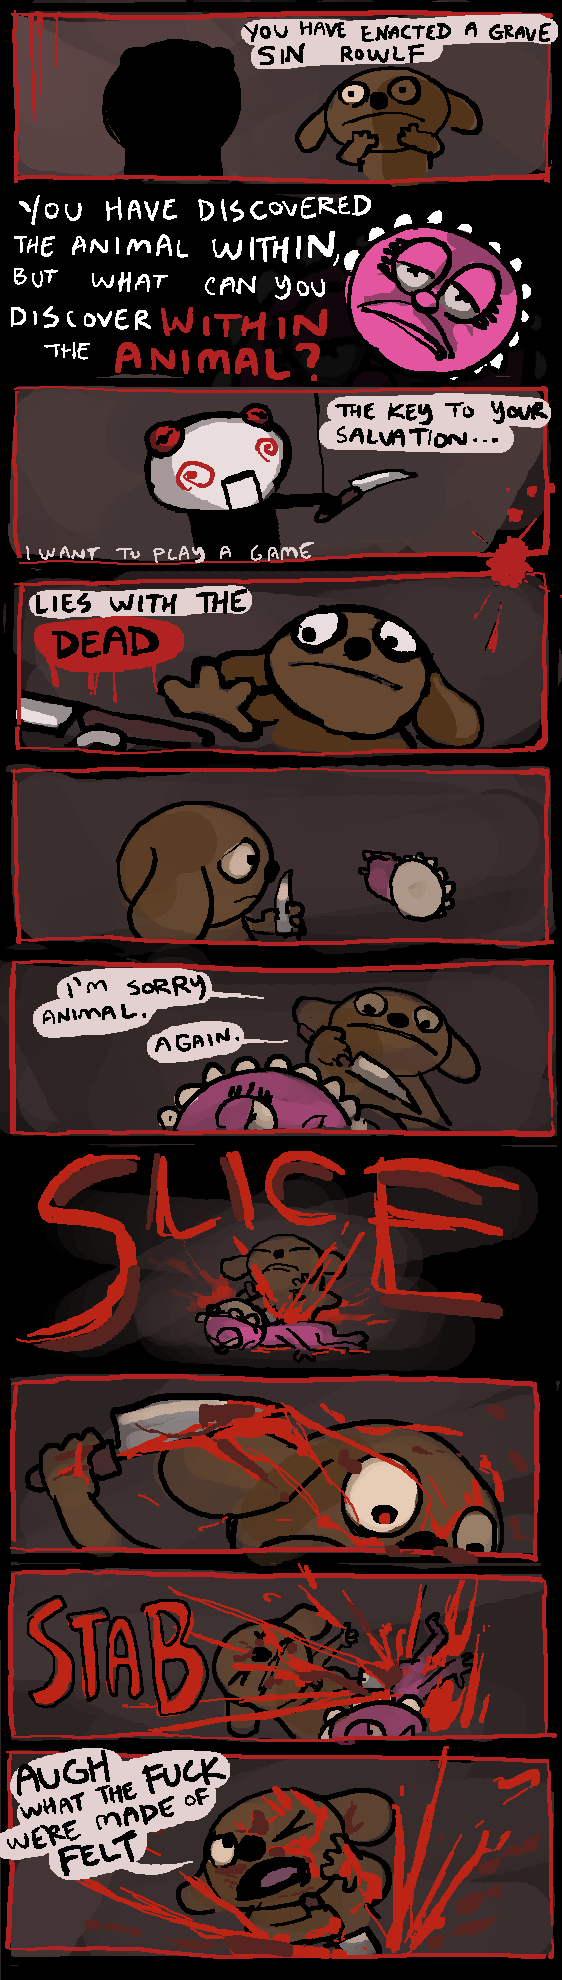 YOU HAVE ENACTED A GRAVE
SIN ROWLF
YOU HAVE DISCOVERED
THE ANIMAL WITHIN,
BUT WHAT CAN YOU
DISCOVER WITHIN
THE ANIMAL?
THE KEY TO YOUR
SALVATION...
I WANT TO PLAY A GAME
LIES WITH THE
DEAD
I'M SORRY
ANIMAL.
AGAIN.
SLICE
STAB
AUGH
WHAT THE FUCK
WERE MADE OF
FELT